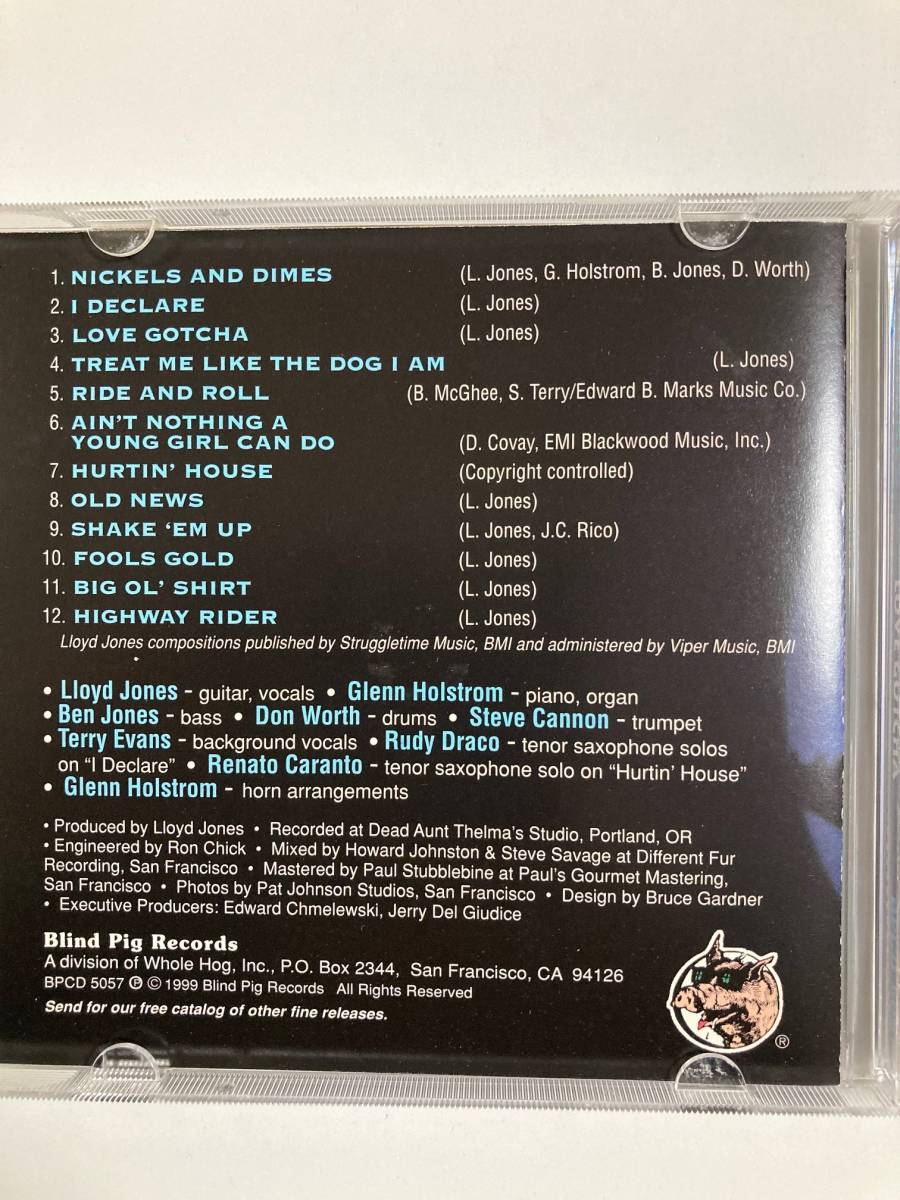 1. NICKELS AND DIMES (L. Jones, G. Holstrom, B. Jones, D. Worth)
2. I DECLARE (L. Jones)
3. LOVE GOTCHA (L. Jones)
4. TREAT ME LIKE THE DOG I AM (L. Jones)
5. RIDE AND ROLL (B. McGhee, S. Terry/Edward B. Marks Music Co.)
6. AIN'T NOTHING A
YOUNG GIRL CAN DO (D. Covay, EMI Blackwood Music, Inc.)
7. HURTIN' HOUSE (Copyright controlled)
8. OLD NEWS (L. Jones)
9. SHAKE ‘EM UP (L. Jones, J.C. Rico)
10. FOOLS GOLD (L. Jones)
11. BIG OL' SHIRT (L. Jones)
12. HIGHWAY RIDER (L. Jones)
Lloyd Jones compositions published by Struggletime Music, BMI and administered by Viper Music, BMI
• Lloyd Jones - guitar, vocals • Glenn Holstrom - piano, organ
• Ben Jones - bass • Don Worth - drums • Steve Cannon - trumpet
• Terry Evans - background vocals • Rudy Draco - tenor saxophone solos
on “I Declare” • Renato Caranto - tenor saxophone solo on “Hurtin' House”
• Glenn Holstrom - horn arrangements
• Produced by Lloyd Jones • Recorded at Dead Aunt Thelma's Studio, Portland, OR
• Engineered by Ron Chick • Mixed by Howard Johnston & Steve Savage at Different Fur
Recording, San Francisco • Mastered by Paul Stubblebine at Paul's Gourmet Mastering,
San Francisco • Photos by Pat Johnson Studios, San Francisco • Design by Bruce Gardner
• Executive Producers: Edward Chmelewski, Jerry Del Giudice
Blind Pig Records
A division of Whole Hog, Inc., P.O. Box 2344, San Francisco, CA 94126
BPCD 5057 ℗ © 1999 Blind Pig Records All Rights Reserved
Send for our free catalog of other fine releases.
®